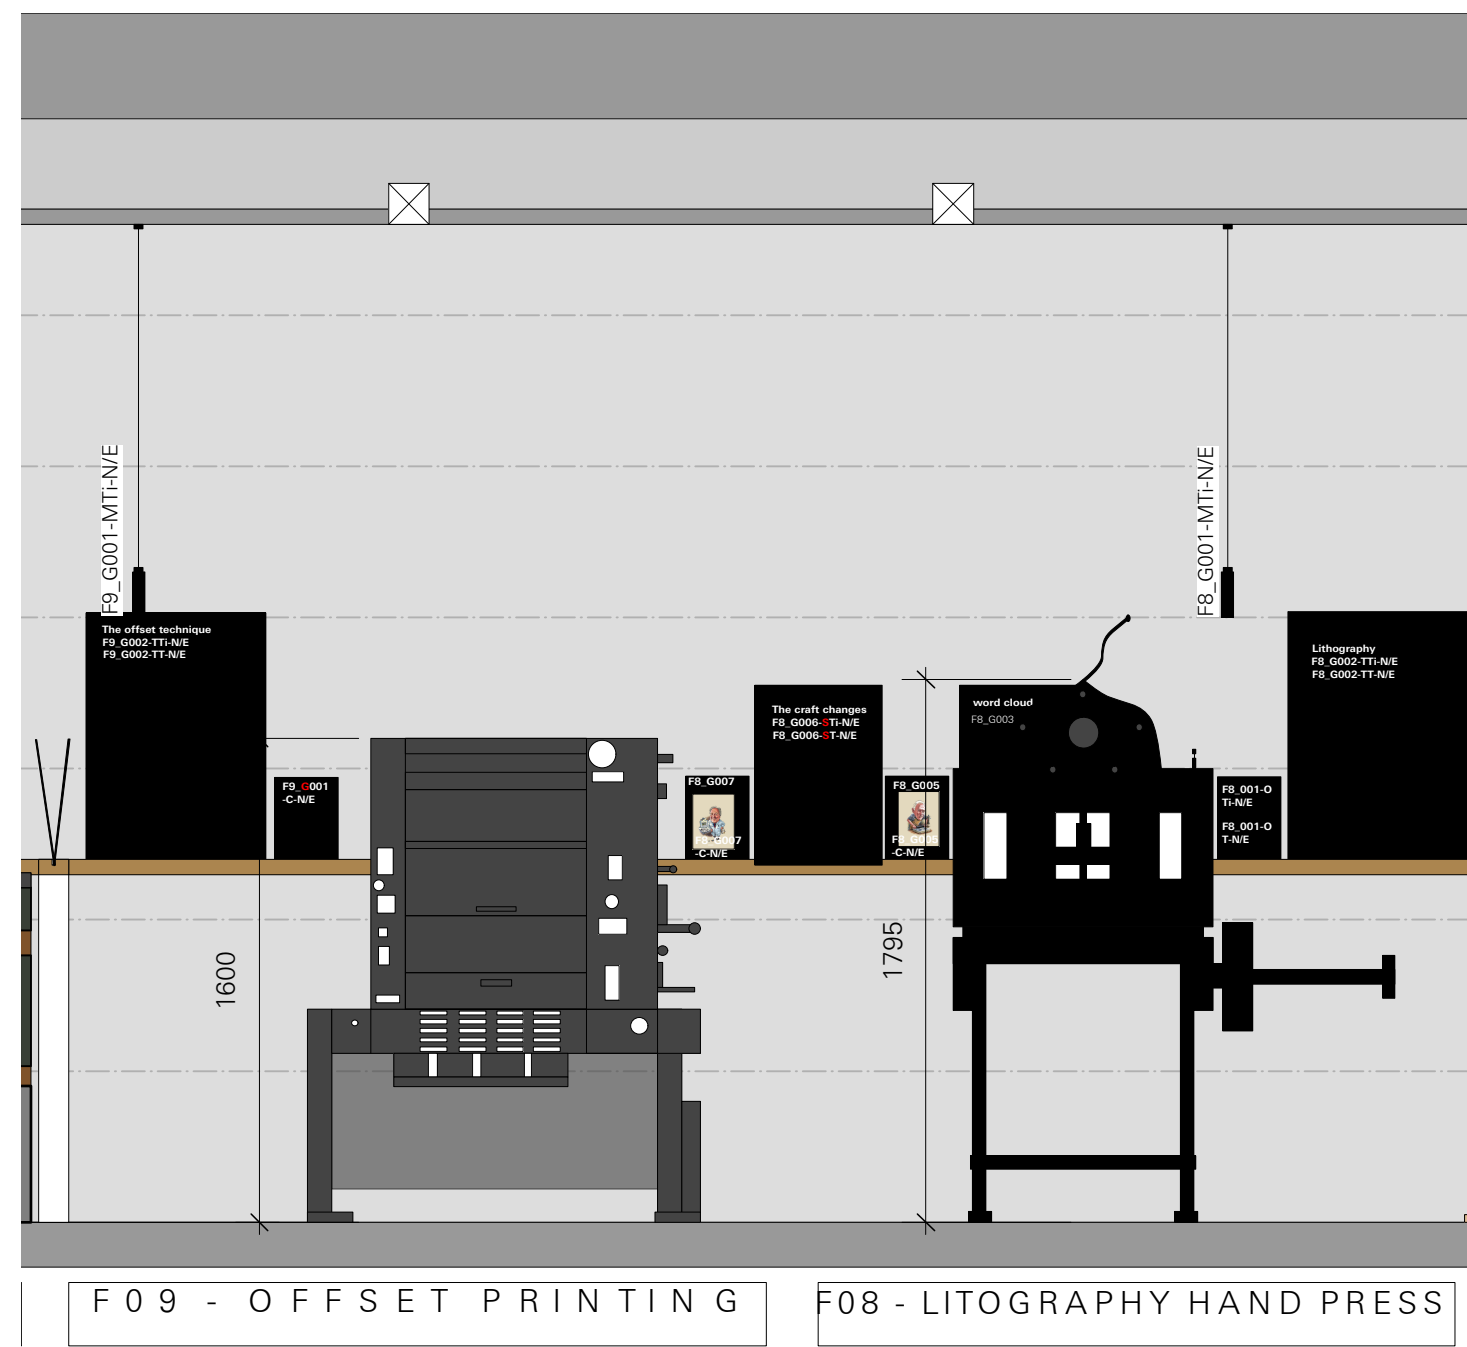 F9_G001-MTi-N/E
F8_G001-MTi-N/E
The offset technique
F9_G002-TTi-N/E
F9_G002-TT-N/E
F9_G001
-C-N/E
F8_G007
F8_G007
-C-N/E
The craft changes
F8_G006-STi-N/E
F8_G006-ST-N/E
F8_G005
F8_G005
-C-N/E
word cloud
F8_G003
F8_001-O
Ti-N/E
F8_001-O
T-N/E
Lithography
F8_G002-TTi-N/E
F8_G002-TT-N/E
1600
1795
F09 - OFFSET PRINTING
F08 - LITOGRAPHY HAND PRESS